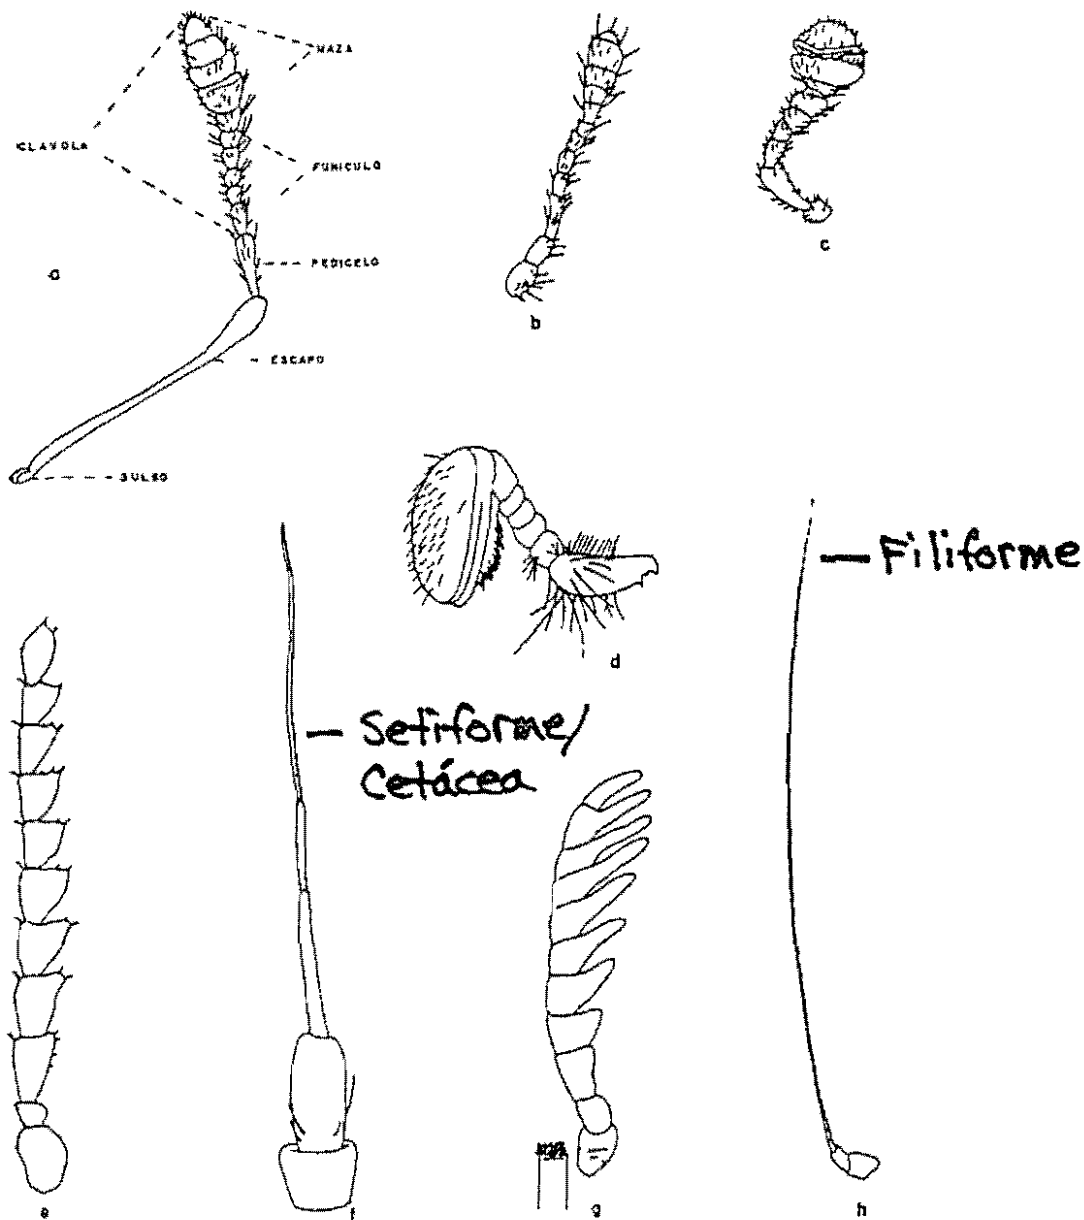 MAZA
CLAVOLA
FUNICULO
PEDICELO
a
ESCAPO
BULBO
b
c
d
Filiforme
Setiforme/
Cetácea
e
f
g
h